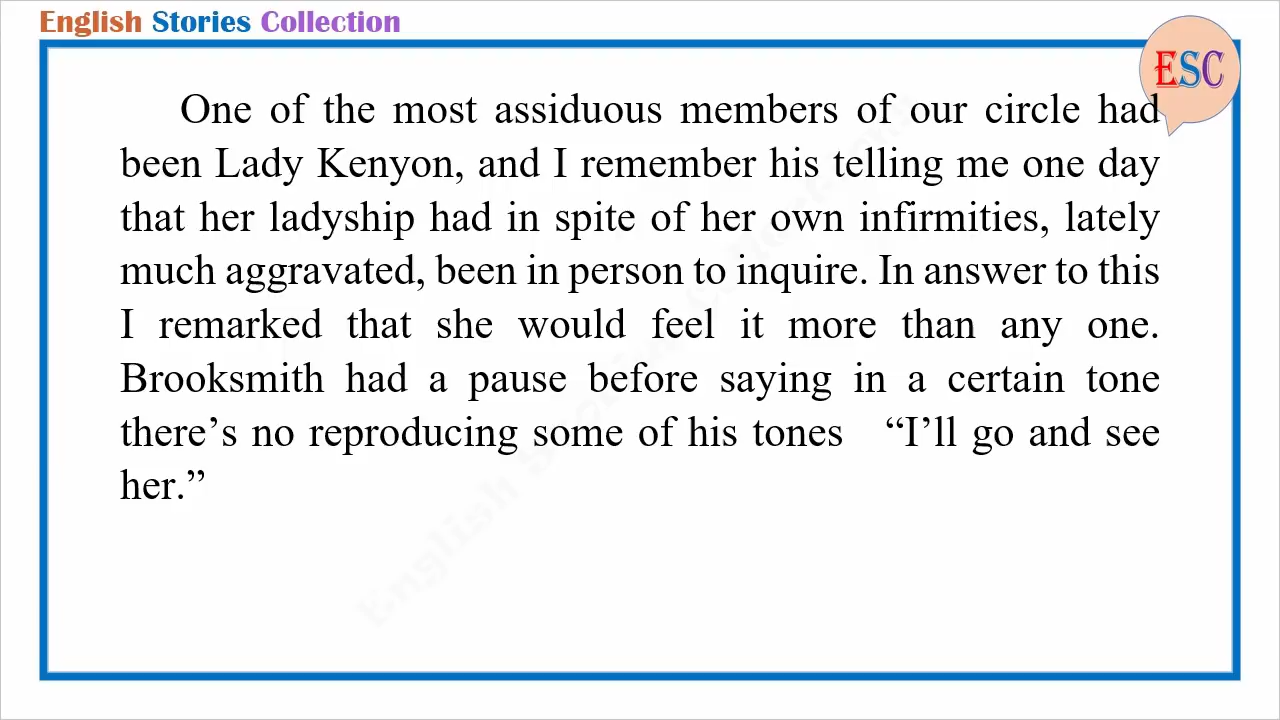 English Stories Collection
ESC
One of the most assiduous members of our circle had
been Lady Kenyon, and I remember his telling me one day
that her ladyship had in spite of her own infirmities, lately
much aggravated, been in person to inquire. In answer to this
I remarked that she would feel it more than any one.
Brooksmith had a pause before saying in a certain tone
there’s no reproducing some of his tones “I’ll go and see
her.”